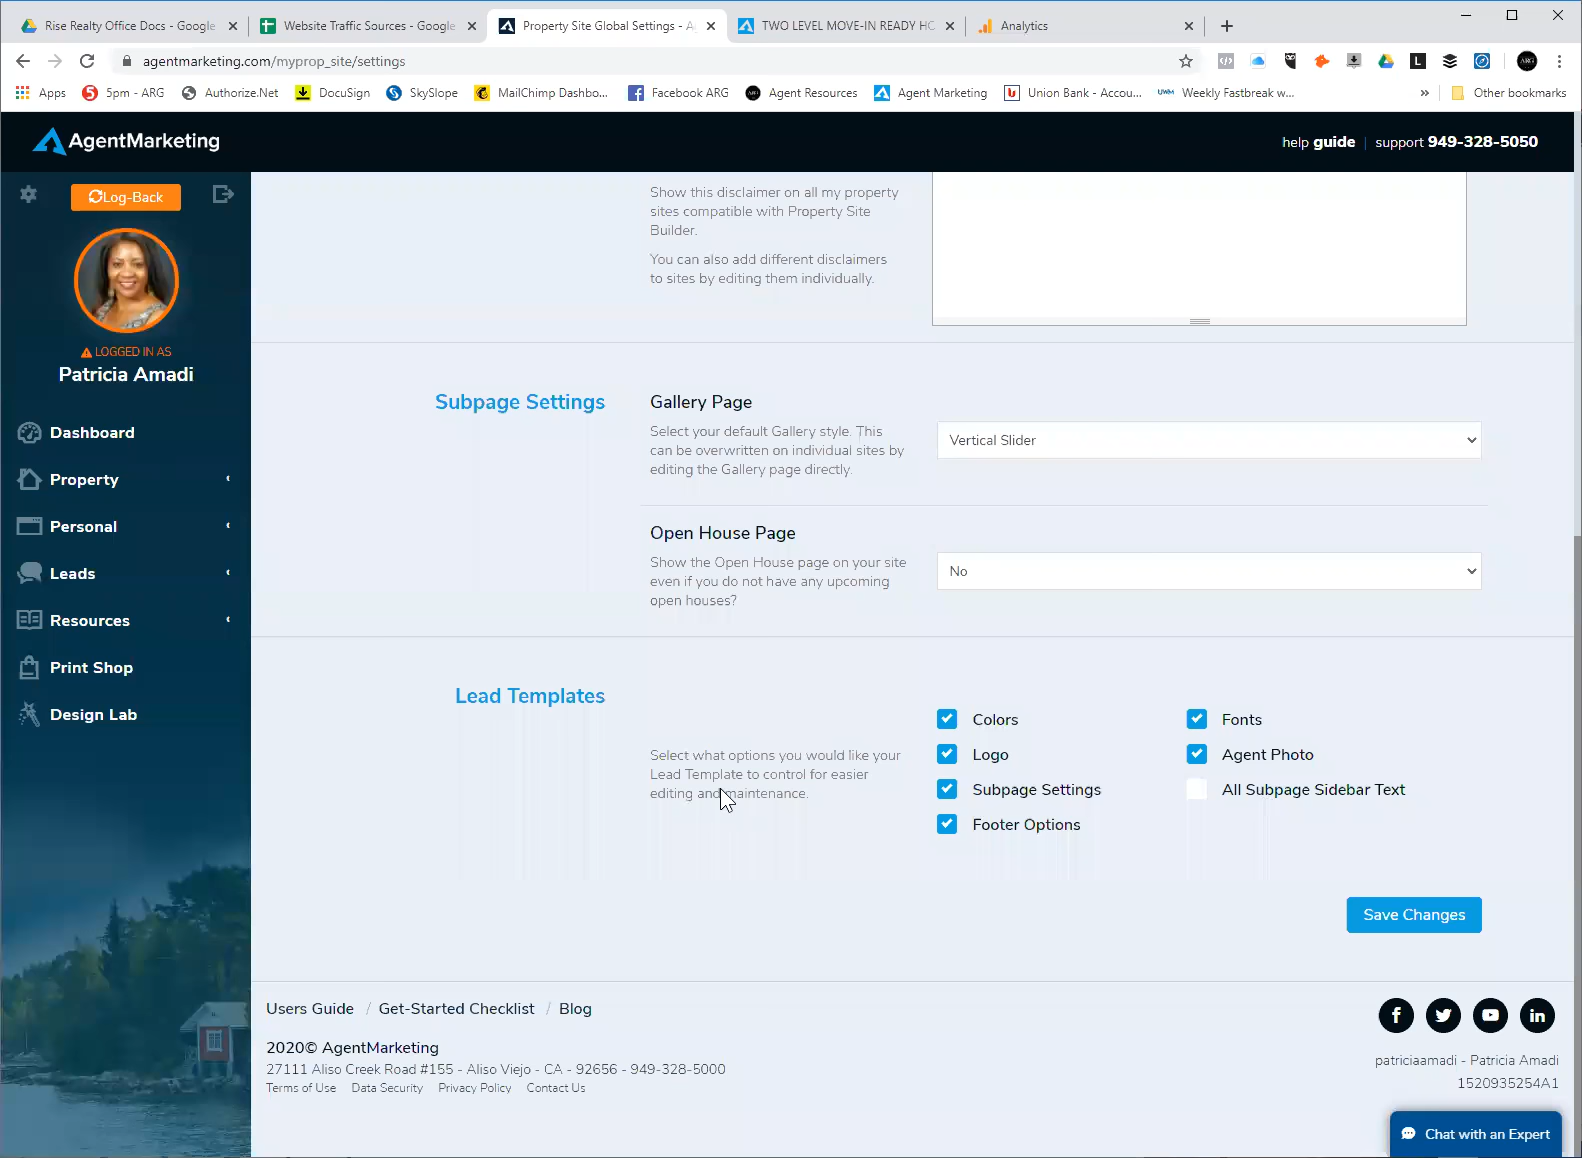 Rise Realty Office Docs - Google
Website Traffic Sources - Google
Property Site Global Settings - A
TWO LEVEL MOVE-IN READY HO
Analytics
agentmarketing.com/myprop_site/settings
Apps
5pm - ARG
Authorize.Net
DocuSign
SkySlope
MailChimp Dashbo...
Facebook ARG
Agent Resources
Agent Marketing
Union Bank - Accou...
Weekly Fastbreak w...
»
Other bookmarks
AgentMarketing
help guide | support 949-328-5050
Log-Back
LOGGED IN AS
Patricia Amadi
Dashboard
Property
Personal
Leads
Resources
Print Shop
Design Lab
Show this disclaimer on all my property
sites compatible with Property Site
Builder.
You can also add different disclaimers
to sites by editing them individually.
Subpage Settings
Gallery Page
Select your default Gallery style. This
can be overwritten on individual sites by
editing the Gallery page directly.
Vertical Slider
Open House Page
Show the Open House page on your site
even if you do not have any upcoming
open houses?
No
Lead Templates
Select what options you would like your
Lead Template to control for easier
editing and maintenance.
Colors
Fonts
Logo
Agent Photo
Subpage Settings
All Subpage Sidebar Text
Footer Options
Save Changes
Users Guide / Get-Started Checklist / Blog
2020© AgentMarketing
27111 Aliso Creek Road #155 - Aliso Viejo - CA - 92656 - 949-328-5000
Terms of Use Data Security Privacy Policy Contact Us
patriciaamadi - Patricia Amadi
1520935254A1
Chat with an Expert